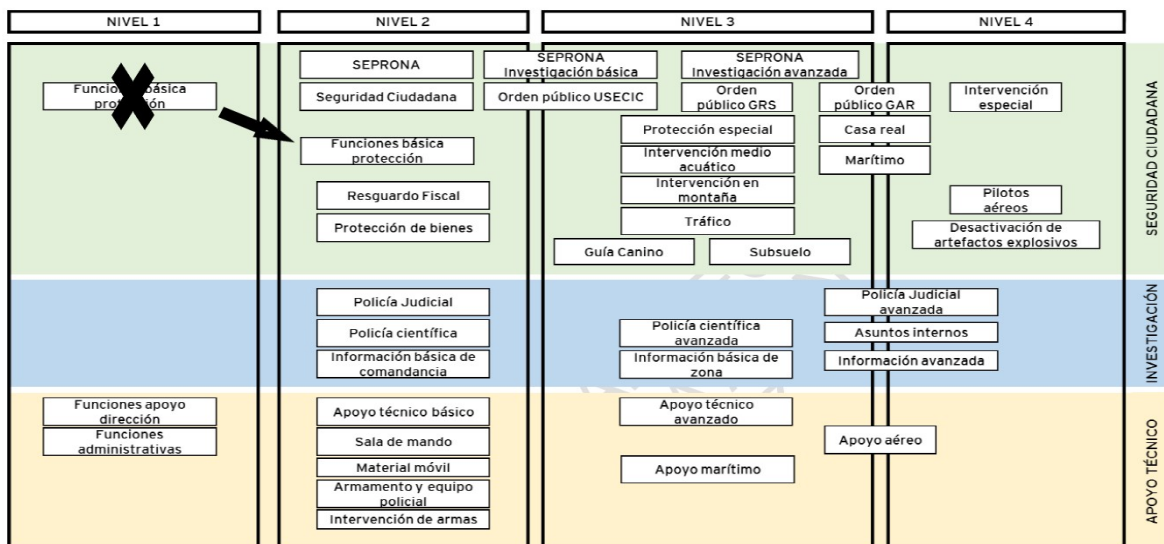 NIVEL 1
NIVEL 2
NIVEL 3
NIVEL 4
SEPRONA
SEPRONA
Investigación básica
SEPRONA
Investigación avanzada
Funciones básica
protección
Seguridad Ciudadana
Orden público USECIC
Orden
público GRS
Orden
público GAR
Intervención
especial
Funciones básica
protección
Protección especial
Casa real
Intervención medio
acuático
Marítimo
Resguardo Fiscal
Intervención en
montaña
Pilotos
aéreos
Protección de bienes
Tráfico
Desactivación de
artefactos explosivos
Guía Canino
Subsuelo
SEGURIDAD CIUDADANA
Policía Judicial
Policía Judicial
avanzada
Policía científica
Policía científica
avanzada
Asuntos internos
Información básica de
comandancia
Información básica de
zona
Información avanzada
INVESTIGACIÓN
Funciones apoyo
dirección
Apoyo técnico básico
Apoyo técnico
avanzado
Funciones
administrativas
Sala de mando
Apoyo aéreo
Material móvil
Apoyo marítimo
Armamento y equipo
policial
Intervención de armas
APOYO TÉCNICO